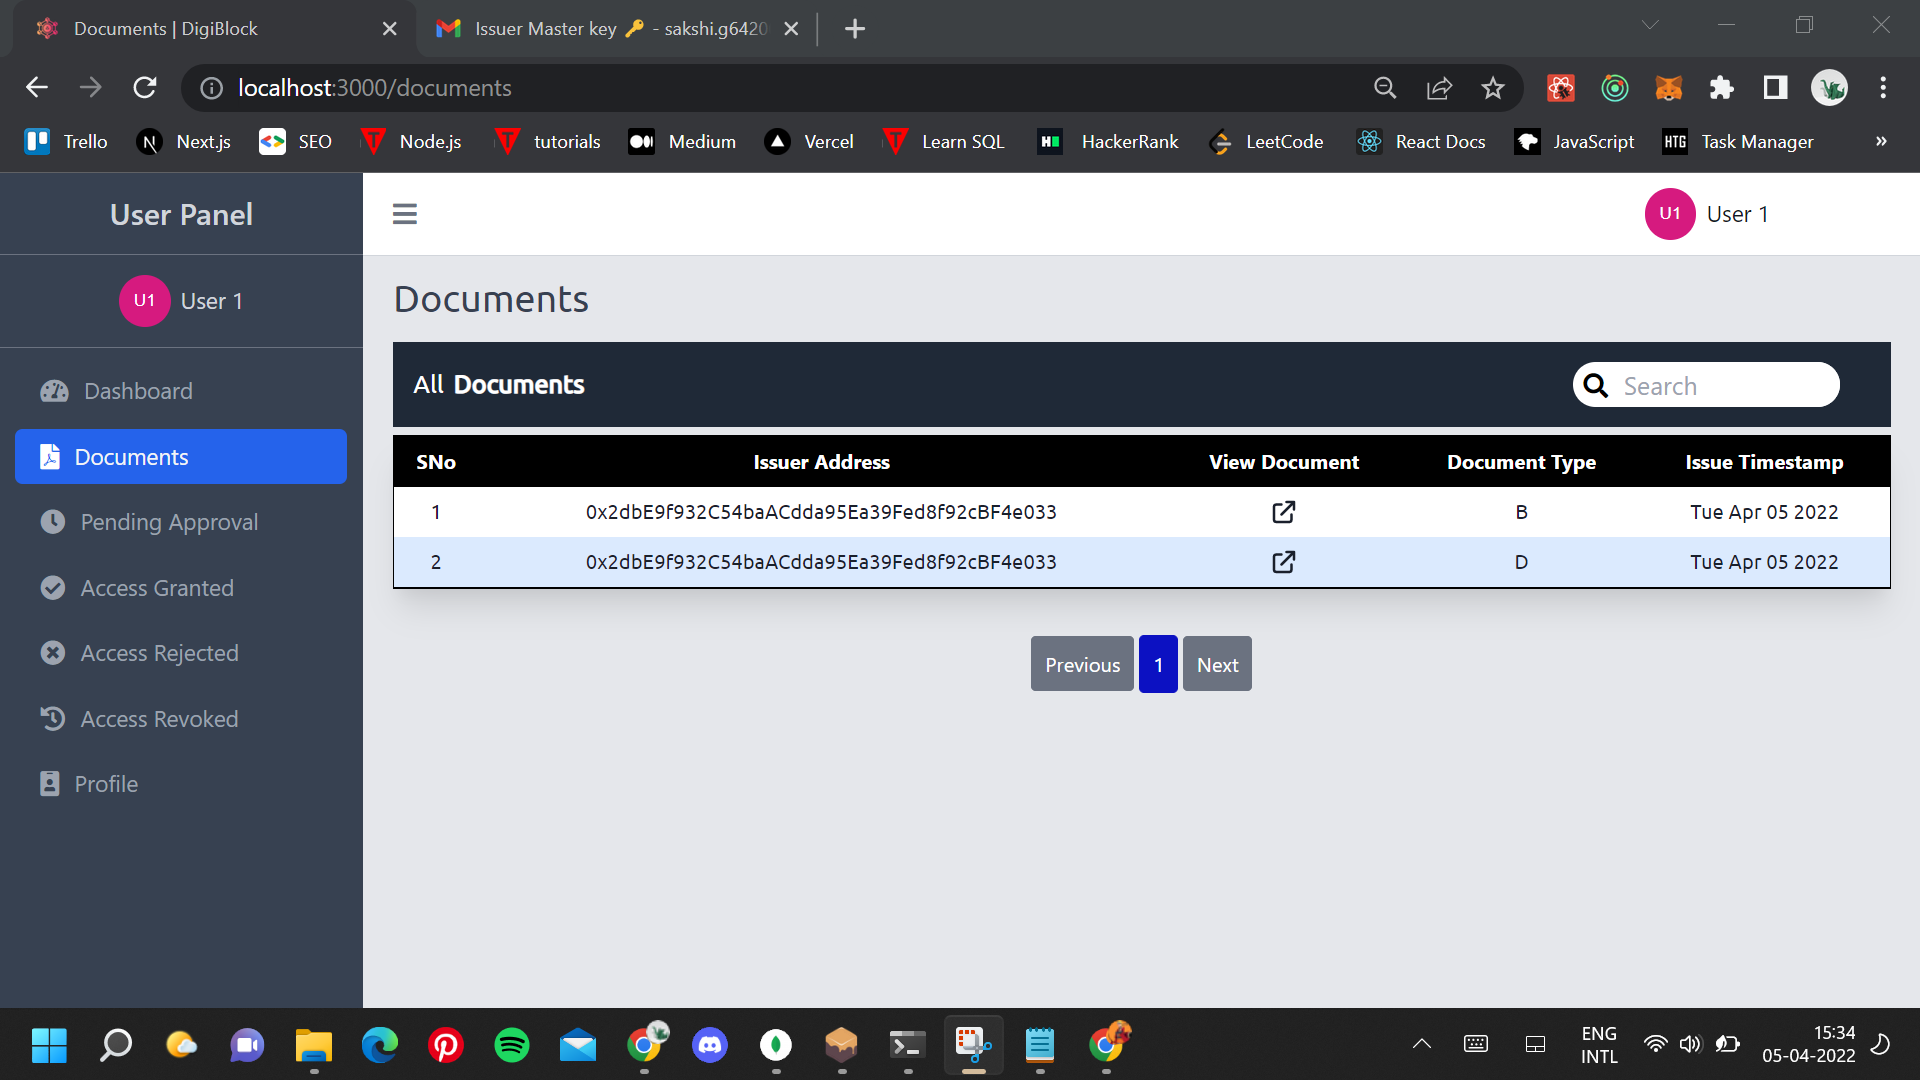 Documents | DigiBlock
Issuer Master key 🔑 - sakshi.g6420
localhost:3000/documents
Trello
Next.js
SEO
Node.js
tutorials
Medium
Vercel
Learn SQL
HackerRank
LeetCode
React Docs
JavaScript
HTG
Task Manager
»
User Panel
U1 User 1
U1 User 1
Dashboard
Documents
Pending Approval
Access Granted
Access Rejected
Access Revoked
Profile
Documents
All Documents
Search
SNo Issuer Address View Document Document Type Issue Timestamp
1 0x2dbE9f932C54baACdda95Ea39Fed8f92cBF4e033 B Tue Apr 05 2022
2 0x2dbE9f932C54baACdda95Ea39Fed8f92cBF4e033 D Tue Apr 05 2022
Previous 1 Next
ENG
INTL
15:34
05-04-2022